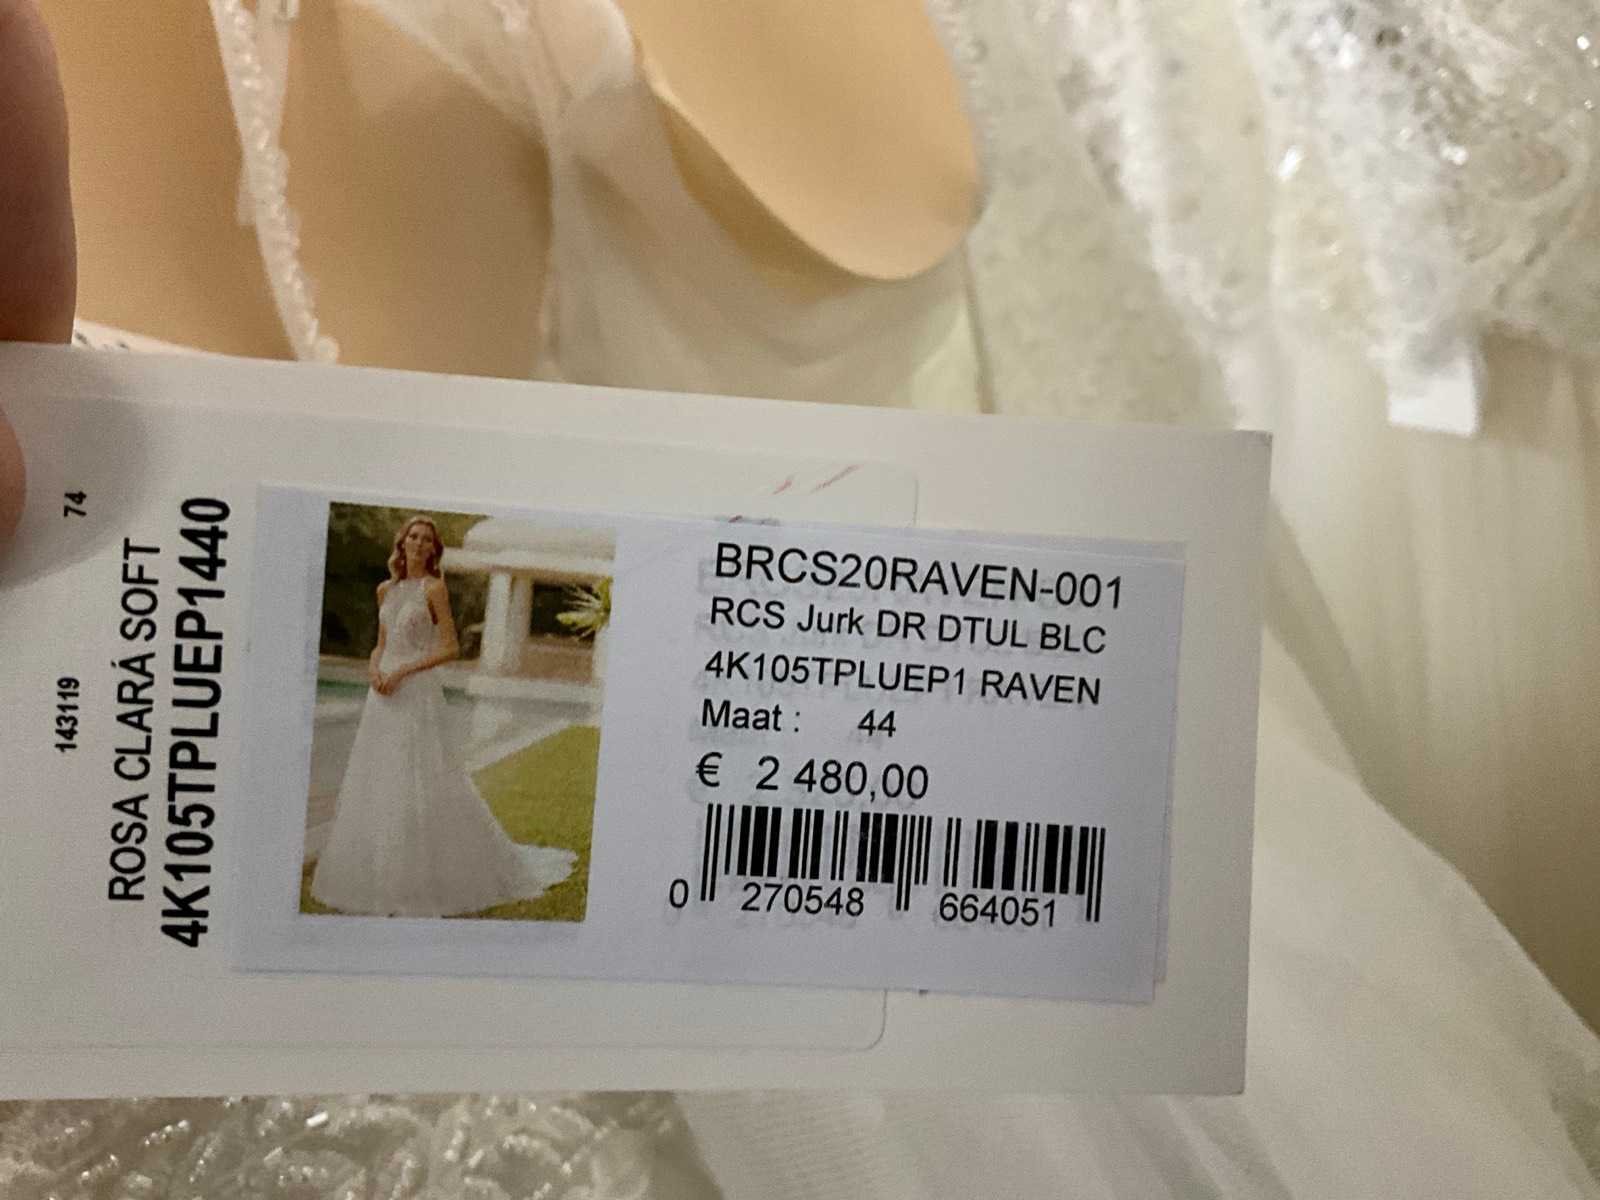 143119 74
ROSA CLARÁ SOFT
4K105TPLUEP1440
BRCS20RAVEN-001
RCS Jurk DR DTUL BLC
4K105TPLUEP1 RAVEN
Maat : 44
€ 2 480,00
0 270548 664051